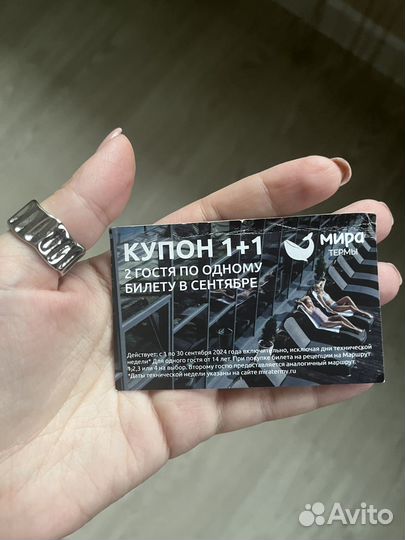 КУПОН 1+1
2 ГОСТЯ ПО ОДНОМУ
БИЛЕТУ В СЕНТЯБРЕ
мира
ТЕРМЫ
Действует: с 1 по 30 сентября 2024 года включительно, исключая дни технической
недели* Для одного гостя от 14 лет. При покупке билета на рецепции на Маршрут
1,2,3 или 4 на выбор. Второму гостю предоставляется аналогичный маршрут.
*Даты технической недели указаны на сайте miratermy.ru
Avito